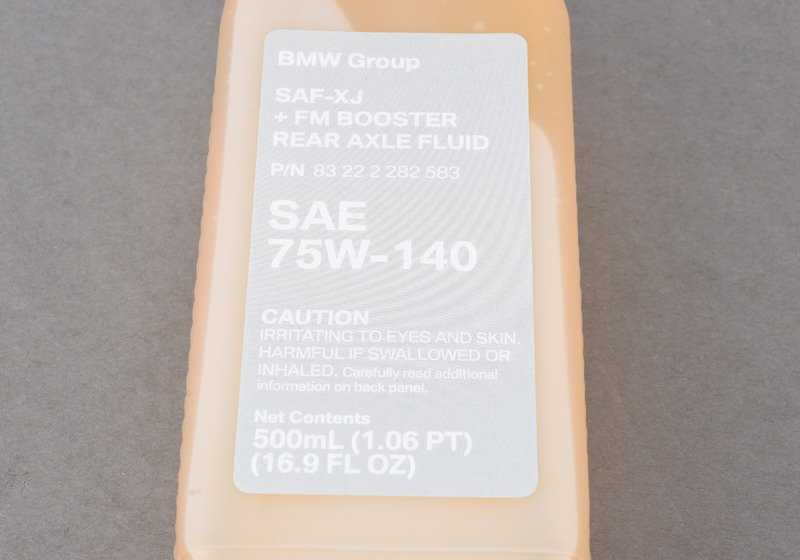 BMW Group
SAF-XJ
+ FM BOOSTER
REAR AXLE FLUID
P/N 83 22 2 282 583
SAE
75W-140
CAUTION
IRRITATING TO EYES AND SKIN.
HARMFUL IF SWALLOWED OR
INHALED. Carefully read additional
information on back panel.
Net Contents
500mL (1.06 PT)
(16.9 FL OZ)